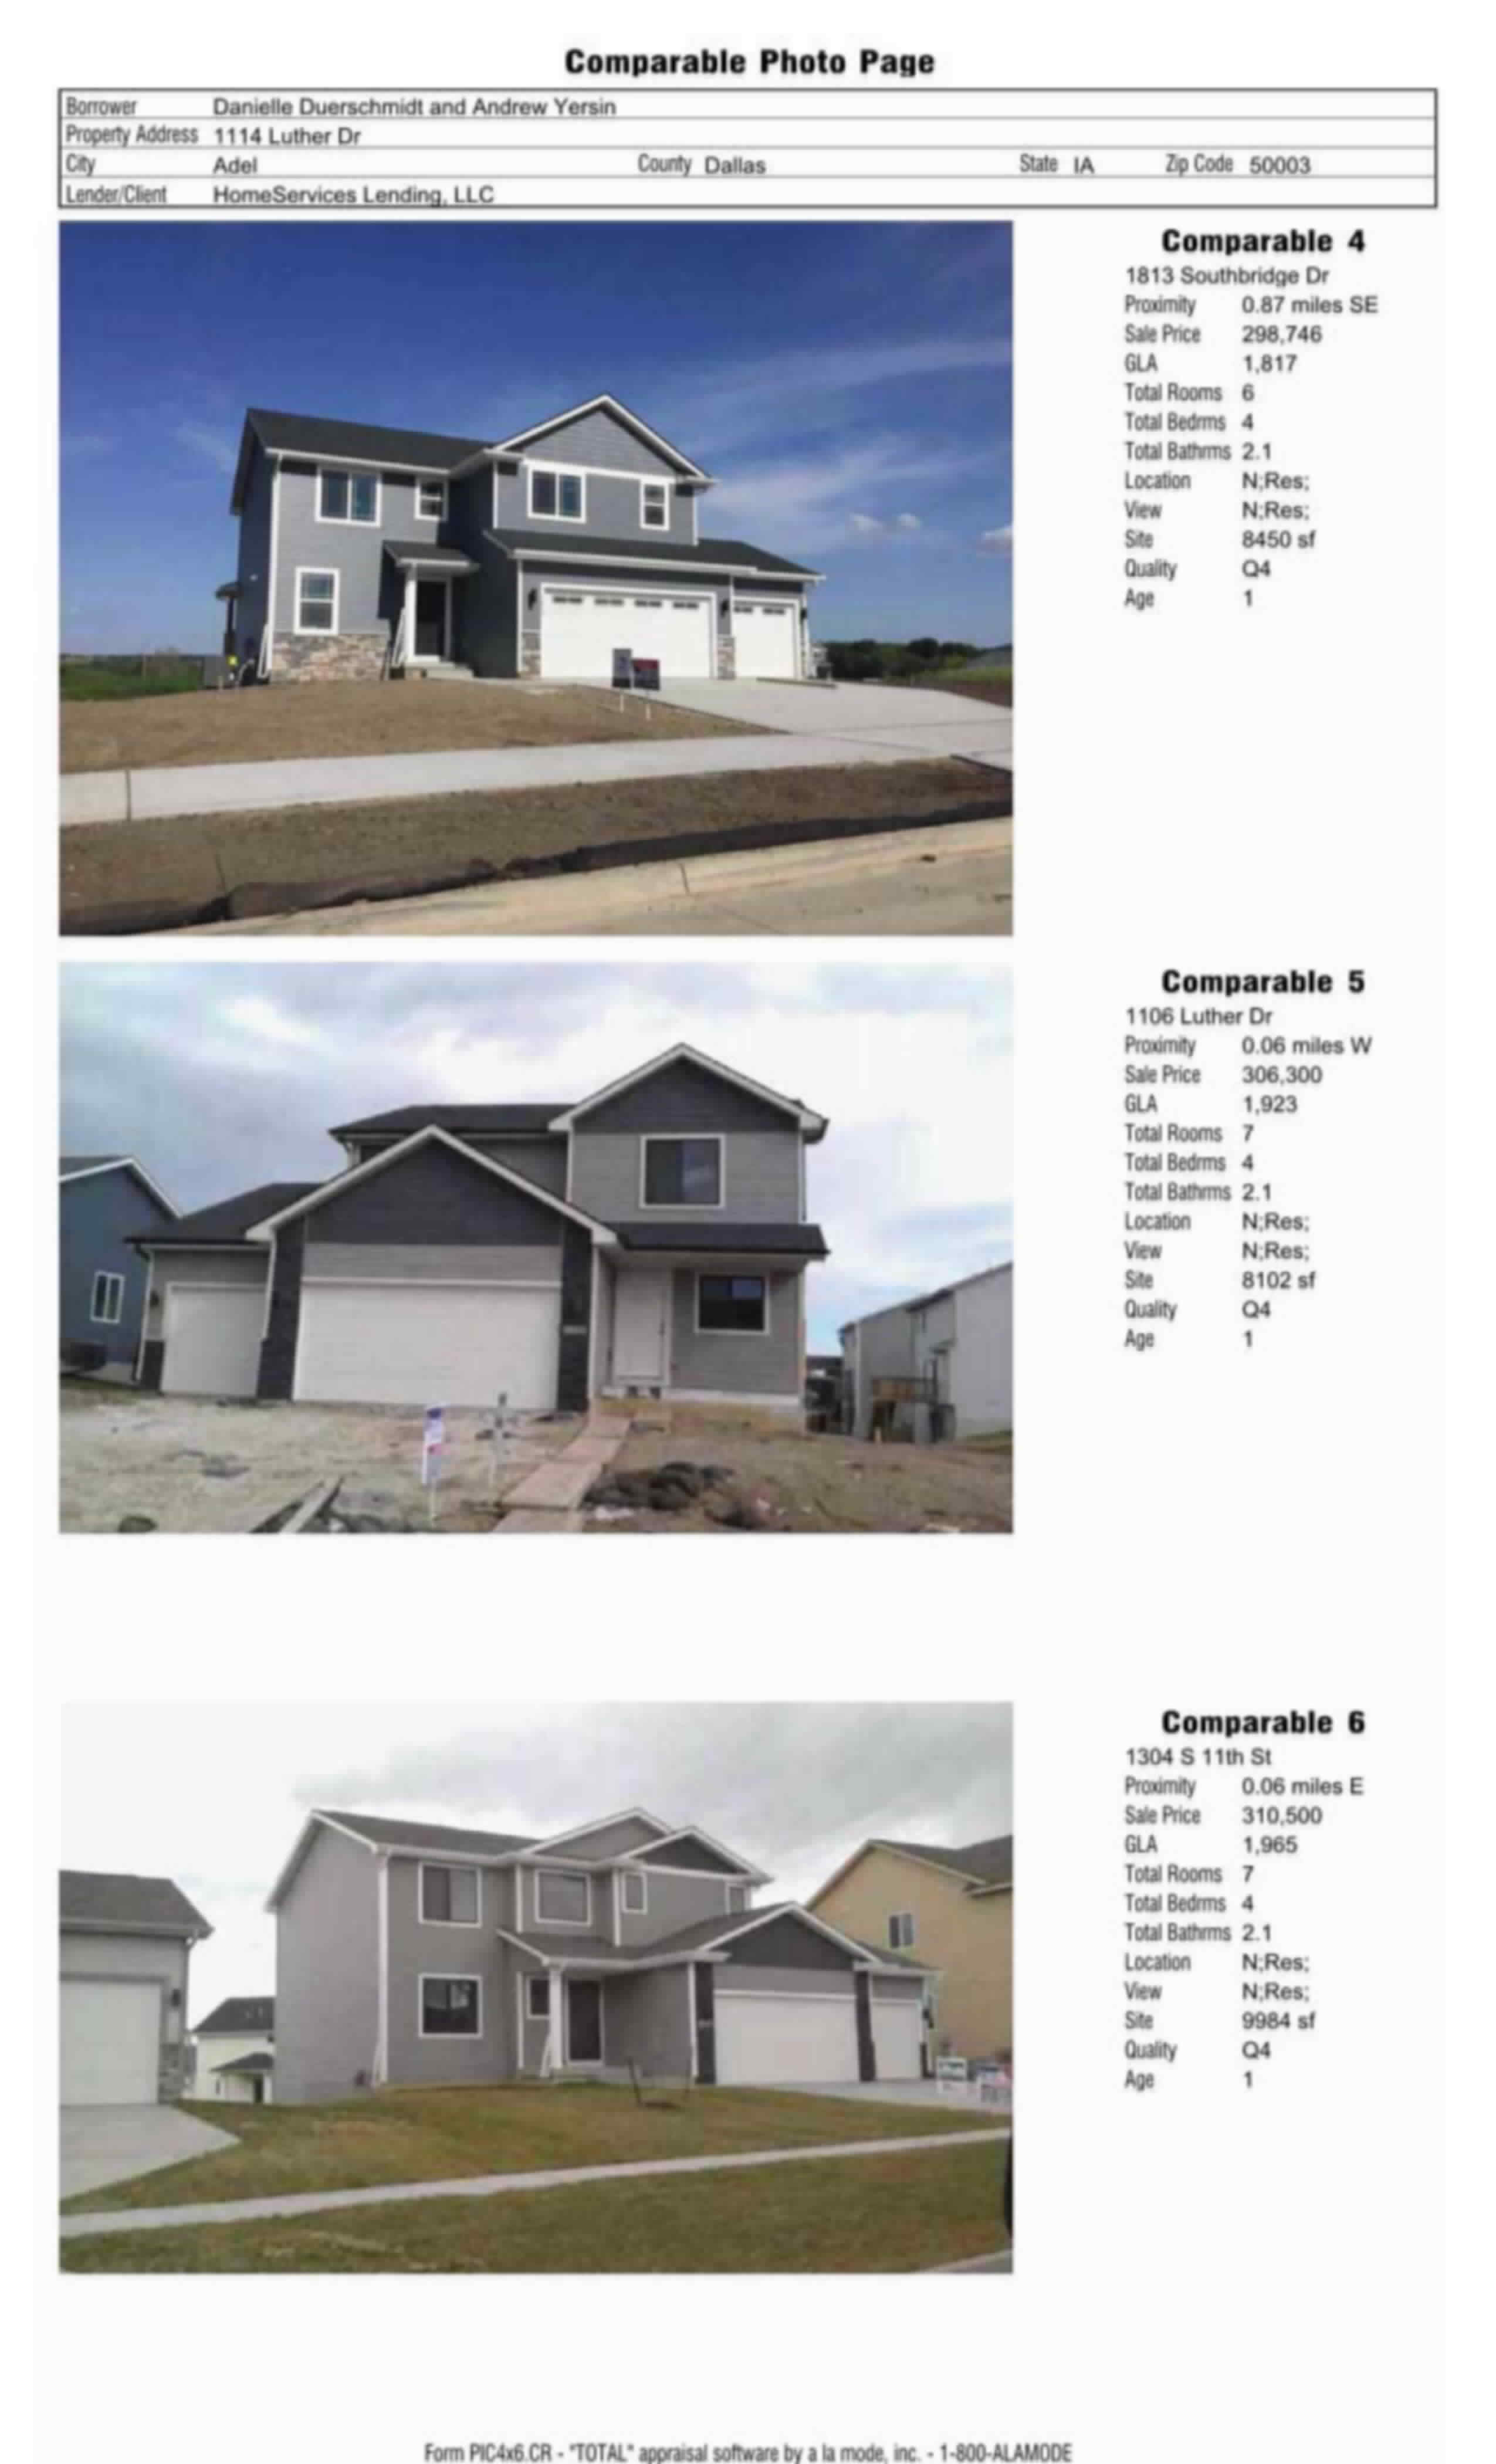 Comparable Photo Page
Borrower Danielle Duerschmidt and Andrew Yersin
Property Address 1114 Luther Dr
City Adel County Dallas State IA Zip Code 50003
Lender/Client HomeServices Lending, LLC
Comparable 4
1813 Southbridge Dr
Proximity 0.87 miles SE
Sale Price 298,746
GLA 1,817
Total Rooms 6
Total Bedrms 4
Total Bathrms 2.1
Location N;Res;
View N;Res;
Site 8450 sf
Quality Q4
Age 1
Comparable 5
1106 Luther Dr
Proximity 0.06 miles W
Sale Price 306,300
GLA 1,923
Total Rooms 7
Total Bedrms 4
Total Bathrms 2.1
Location N;Res;
View N;Res;
Site 8102 sf
Quality Q4
Age 1
Comparable 6
1304 S 11th St
Proximity 0.06 miles E
Sale Price 310,500
GLA 1,965
Total Rooms 7
Total Bedrms 4
Total Bathrms 2.1
Location N;Res;
View N;Res;
Site 9984 sf
Quality Q4
Age 1
Form PIC4x6.CR - "TOTAL" appraisal software by a la mode, inc. - 1-800-ALAMODE